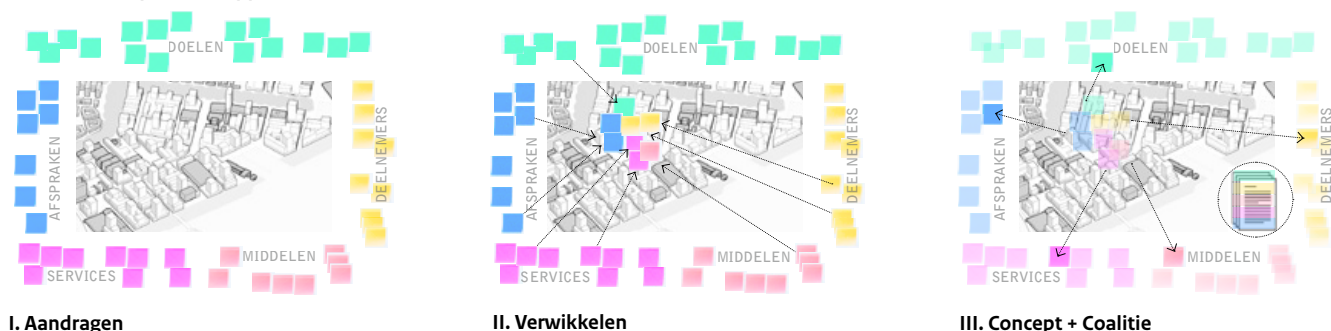 DOELEN
AFSPRAKEN
DEELNEMERS
SERVICES
MIDDELEN
I. Aandragen
DOELEN
AFSPRAKEN
DEELNEMERS
SERVICES
MIDDELEN
II. Verwikkelen
DOELEN
AFSPRAKEN
DEELNEMERS
SERVICES
MIDDELEN
III. Concept + Coalitie